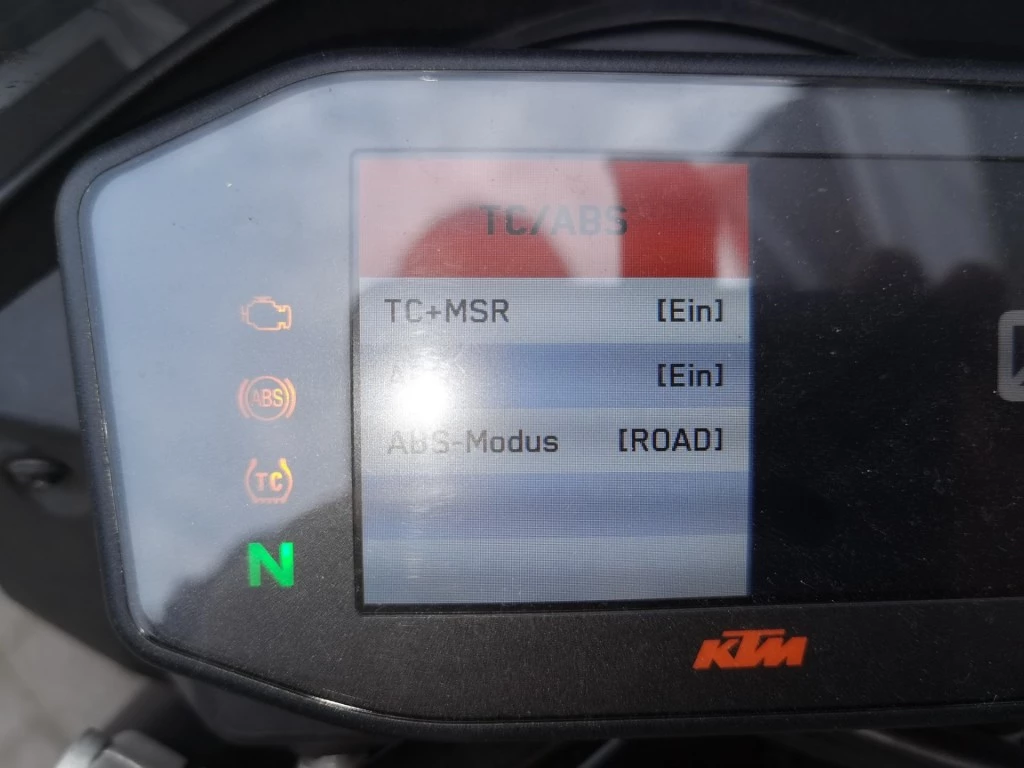 TC/ABS
TC+MSR [Ein]
[Ein]
ABS-Modus [ROAD]
ABS
TC
N
KTM